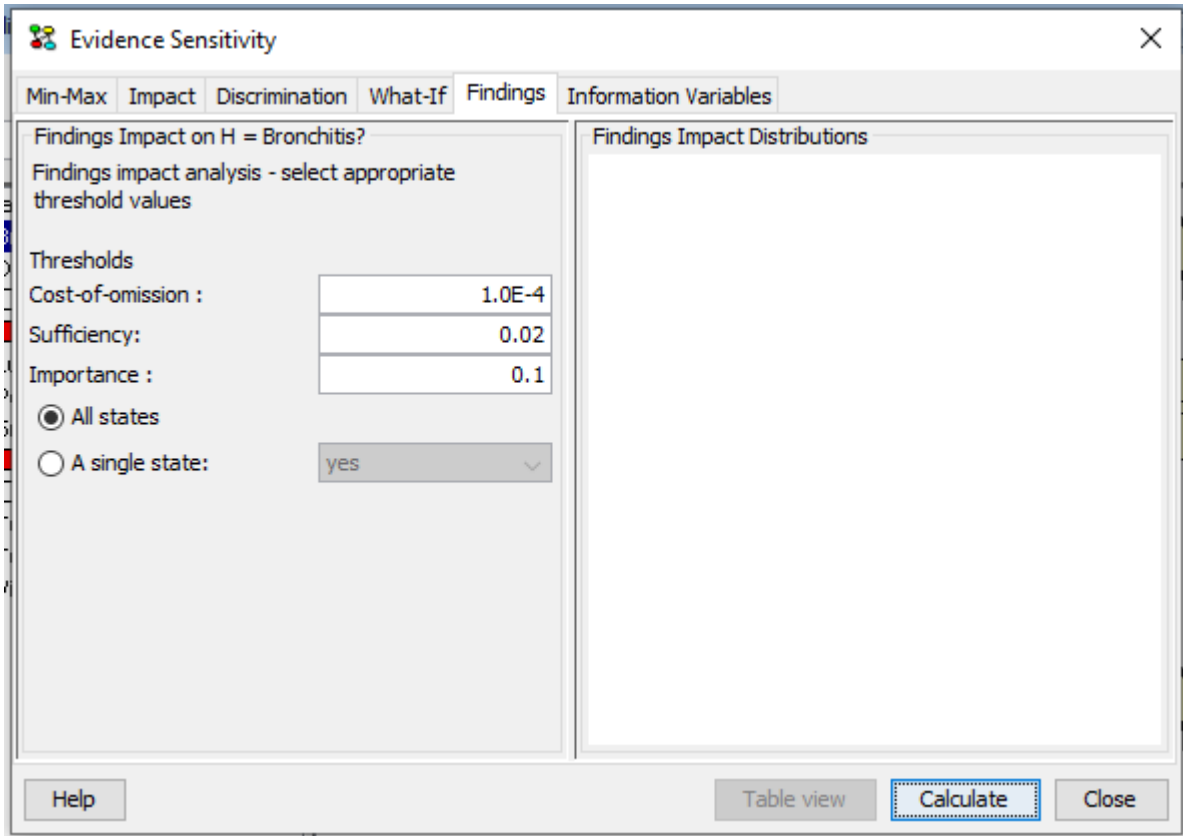 Evidence Sensitivity
Min-Max Impact Discrimination What-If Findings Information Variables
Findings Impact on H = Bronchitis?
Findings impact analysis - select appropriate
threshold values
Thresholds
Cost-of-omission : 1.0E-4
Sufficiency: 0.02
Importance : 0.1
All states
A single state: yes
Findings Impact Distributions
Help Table view Calculate Close